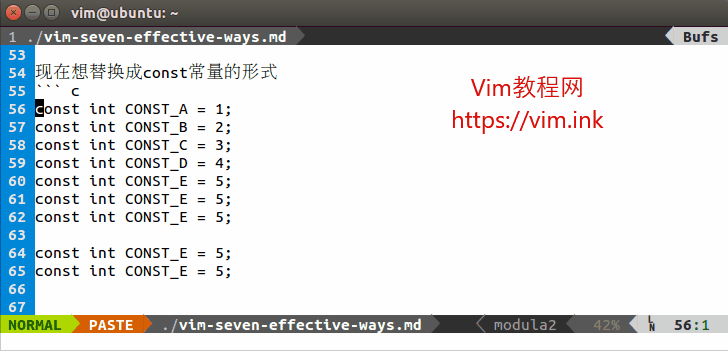 vim@ubuntu: ~
1 ./vim-seven-effective-ways.md Bufs
53
54 现在想替换成const常量的形式
55 ``` c
56 const int CONST_A = 1;
57 const int CONST_B = 2;
58 const int CONST_C = 3;
59 const int CONST_D = 4;
60 const int CONST_E = 5;
61 const int CONST_E = 5;
62 const int CONST_E = 5;
63
64 const int CONST_E = 5;
65 const int CONST_E = 5;
66
67
Vim教程网
https://vim.ink
NORMAL PASTE ./vim-seven-effective-ways.md modula2 42% LN 56:1